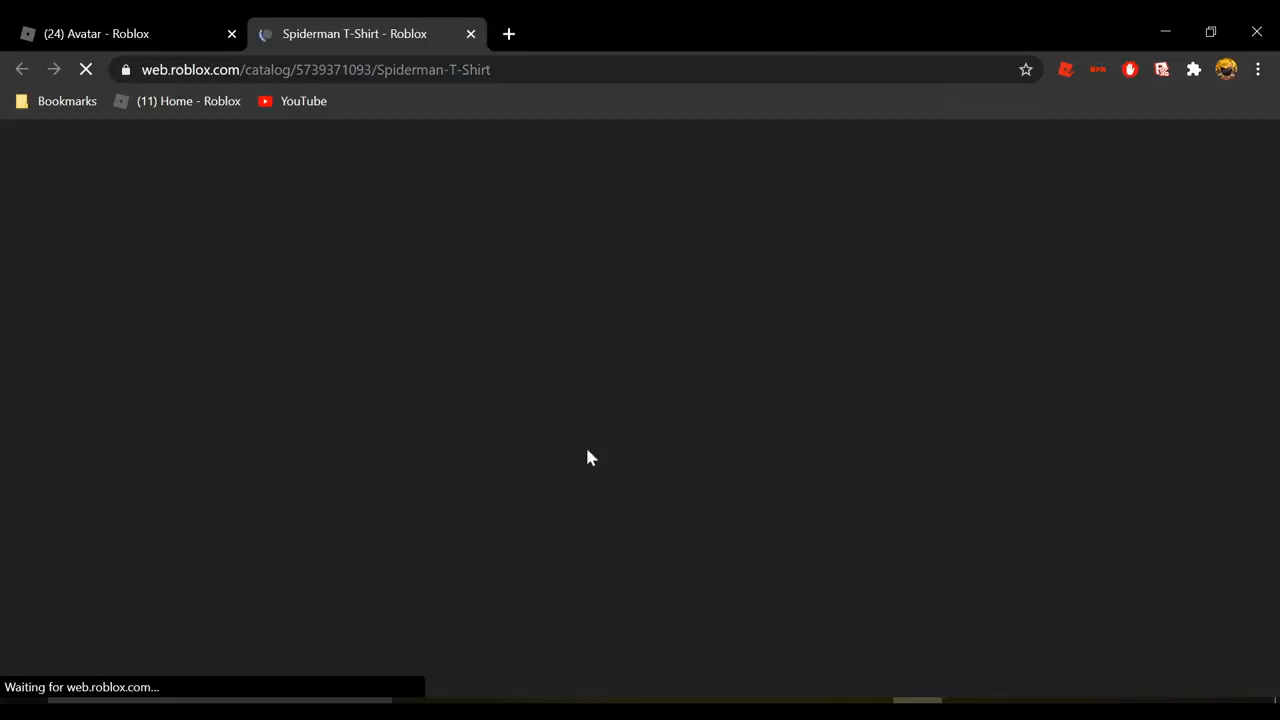 (24) Avatar - Roblox
Spiderman T-Shirt - Roblox
web.roblox.com/catalog/5739371093/Spiderman-T-Shirt
Bookmarks
(11) Home - Roblox
YouTube
Waiting for web.roblox.com...